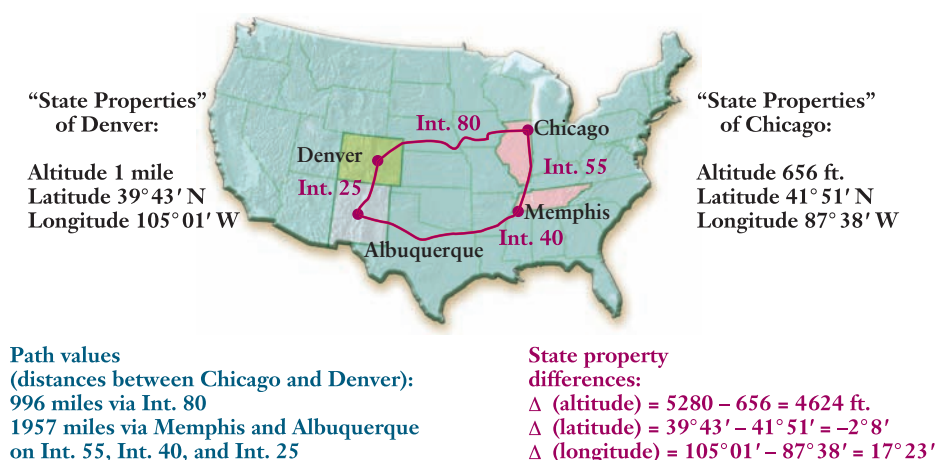 “State Properties”
of Denver:
Altitude 1 mile
Latitude 39°43′ N
Longitude 105°01′ W
Int. 80
Chicago
Denver
Int. 55
Int. 25
Memphis
Int. 40
Albuquerque
“State Properties”
of Chicago:
Altitude 656 ft.
Latitude 41°51′ N
Longitude 87°38′ W
Path values
(distances between Chicago and Denver):
996 miles via Int. 80
1957 miles via Memphis and Albuquerque
on Int. 55, Int. 40, and Int. 25
State property
differences:
Δ (altitude) = 5280 – 656 = 4624 ft.
Δ (latitude) = 39°43′ – 41°51′ = –2°8′
Δ (longitude) = 105°01′ – 87°38′ = 17°23′